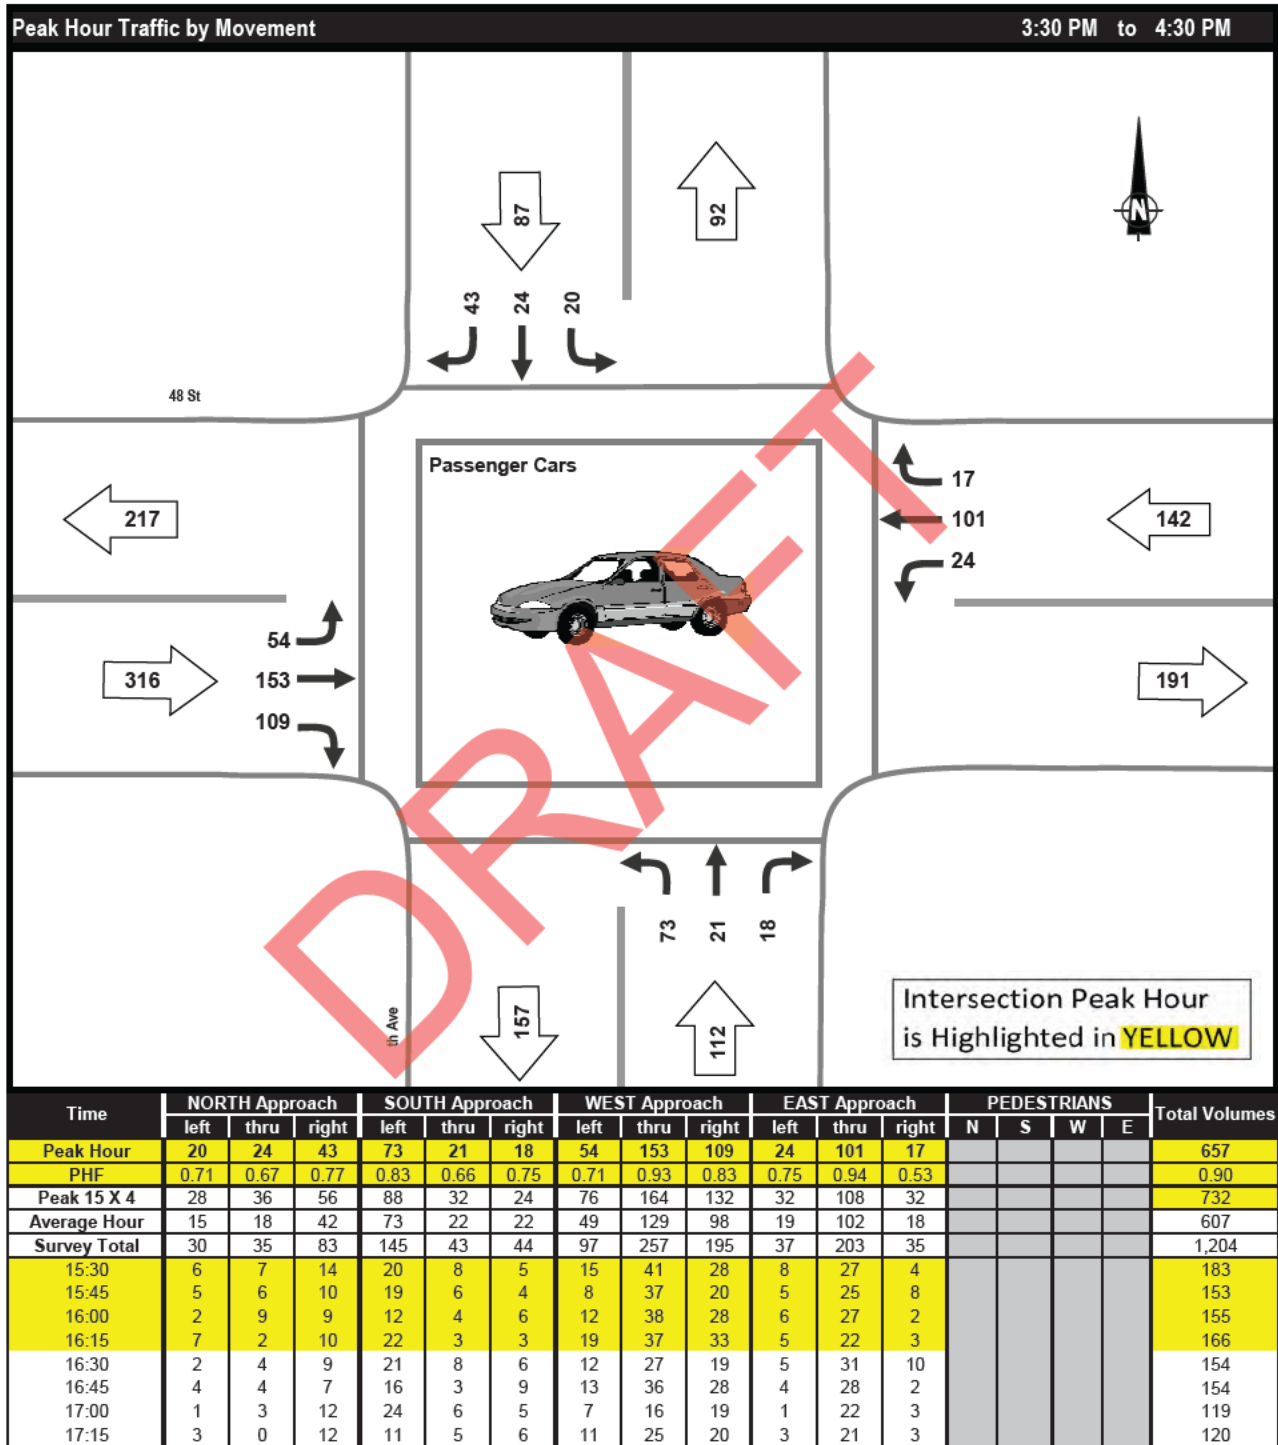 Peak Hour Traffic by Movement 3:30 PM to 4:30 PM
87
92
N
43 24 20
48 St
Passenger Cars
17
217
101
142
24
54
316
153
191
109
73 21 18
DRAFT
th Ave
157
112
Intersection Peak Hour
is Highlighted in YELLOW
Time NORTH Approach SOUTH Approach WEST Approach EAST Approach PEDESTRIANS Total Volumes
left thru right left thru right left thru right left thru right N S W E
Peak Hour 20 24 43 73 21 18 54 153 109 24 101 17 657
PHF 0.71 0.67 0.77 0.83 0.66 0.75 0.71 0.93 0.83 0.75 0.94 0.53 0.90
Peak 15 X 4 28 36 56 88 32 24 76 164 132 32 108 32 732
Average Hour 15 18 42 73 22 22 49 129 98 19 102 18 607
Survey Total 30 35 83 145 43 44 97 257 195 37 203 35 1,204
15:30 6 7 14 20 8 5 15 41 28 8 27 4 183
15:45 5 6 10 19 6 4 8 37 20 5 25 8 153
16:00 2 9 9 12 4 6 12 38 28 6 27 2 155
16:15 7 2 10 22 3 3 19 37 33 5 22 3 166
16:30 2 4 9 21 8 6 12 27 19 5 31 10 154
16:45 4 4 7 16 3 9 13 36 28 4 28 2 154
17:00 1 3 12 24 6 5 7 16 19 1 22 3 119
17:15 3 0 12 11 5 6 11 25 20 3 21 3 120